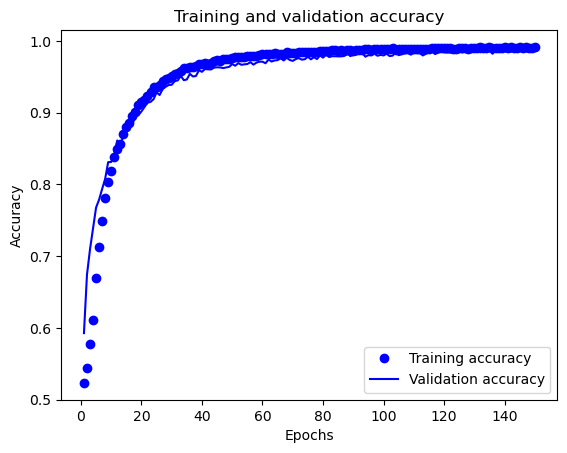 Training and validation accuracy
1.0
0.9
0.8
0.7
0.6
0.5
Accuracy
0 20 40 60 80 100 120 140
Epochs
Training accuracy
Validation accuracy